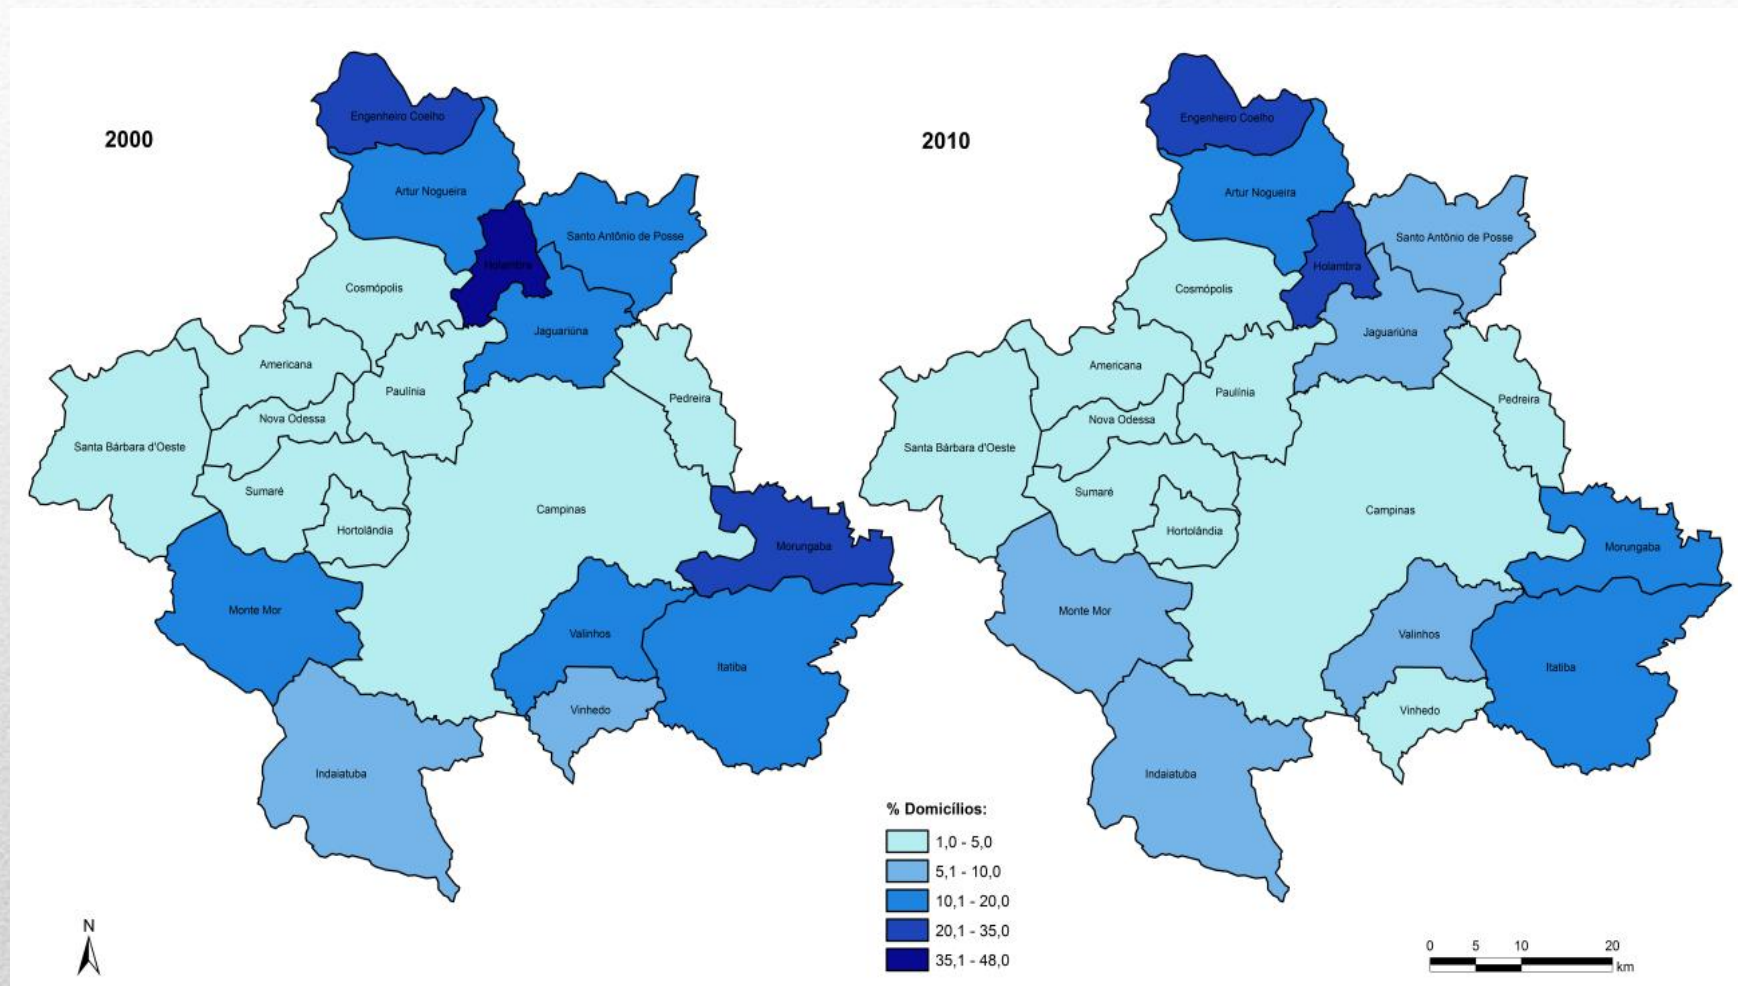 2000
Engenheiro Coelho
Artur Nogueira
Santo Antônio de Posse
Holambra
Cosmópolis
Jaguariúna
Americana
Paulínia
Pedreira
Nova Odessa
Santa Bárbara d'Oeste
Sumaré
Hortolândia
Campinas
Morungaba
Monte Mor
Valinhos
Itatiba
Vinhedo
Indaiatuba
N
2010
Engenheiro Coelho
Artur Nogueira
Santo Antônio de Posse
Holambra
Cosmópolis
Jaguariúna
Americana
Paulínia
Pedreira
Nova Odessa
Santa Bárbara d'Oeste
Sumaré
Hortolândia
Campinas
Morungaba
Monte Mor
Valinhos
Itatiba
Vinhedo
Indaiatuba
% Domicílios:
1,0 - 5,0
5,1 - 10,0
10,1 - 20,0
20,1 - 35,0
35,1 - 48,0
0 5 10 20
km